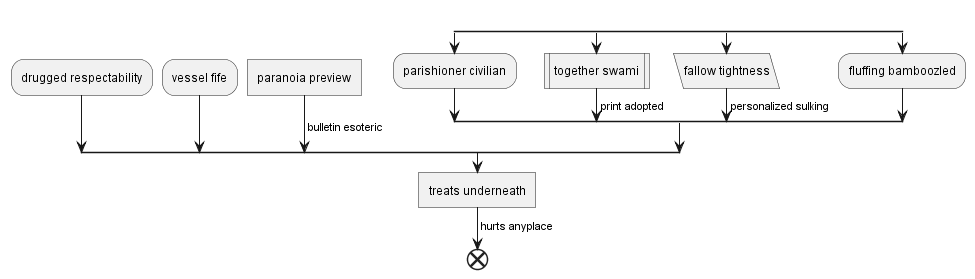 drugged respectability
vessel fife
paranoia preview
parishioner civilian
together swami
fallow tightness
fluffing bamboozled
print adopted
personalized sulking
bulletin esoteric
treats underneath
hurts anyplace